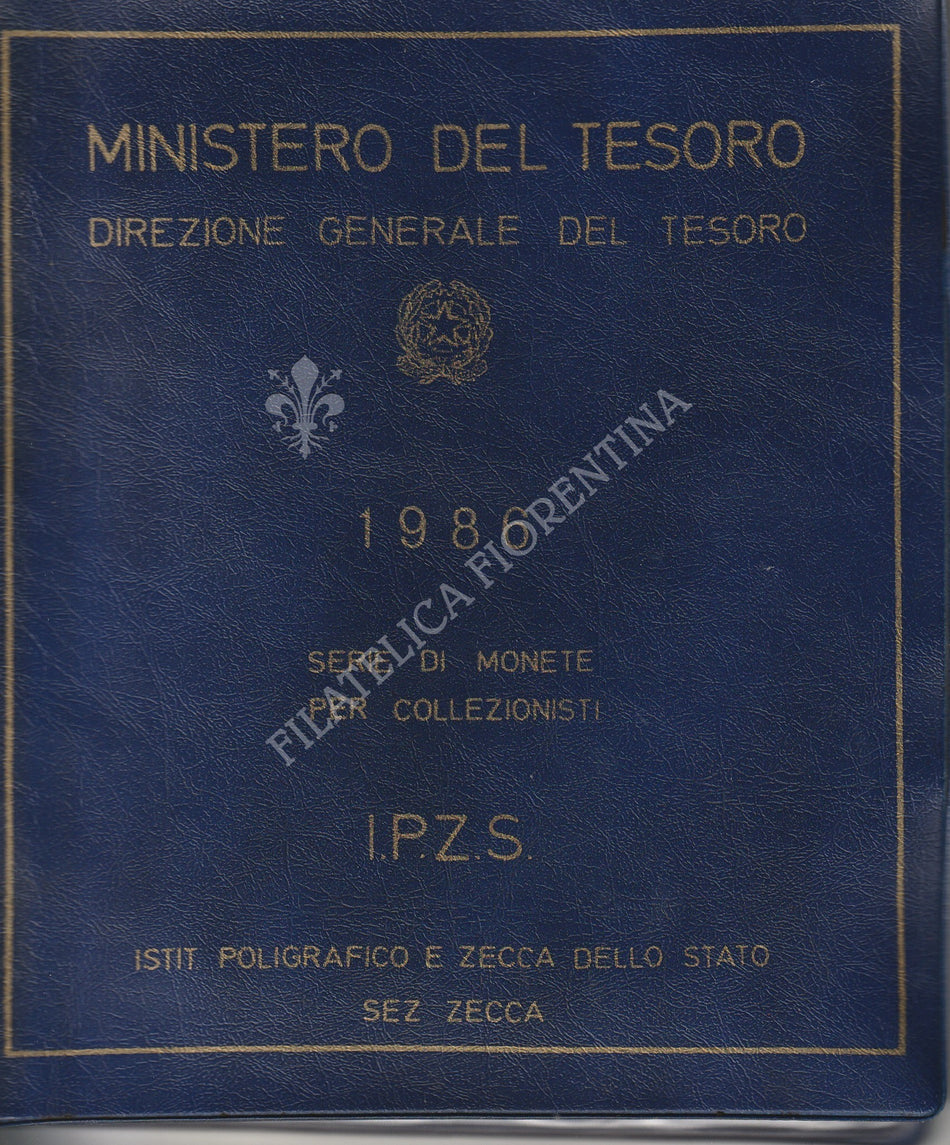 MINISTERO DEL TESORO
DIREZIONE GENERALE DEL TESORO
1986
SERIE DI MONETE
PER COLLEZIONISTI
I.P.Z.S.
ISTIT POLIGRAFICO E ZECCA DELLO STATO
SEZ ZECCA
FILATELICA FIORENTINA